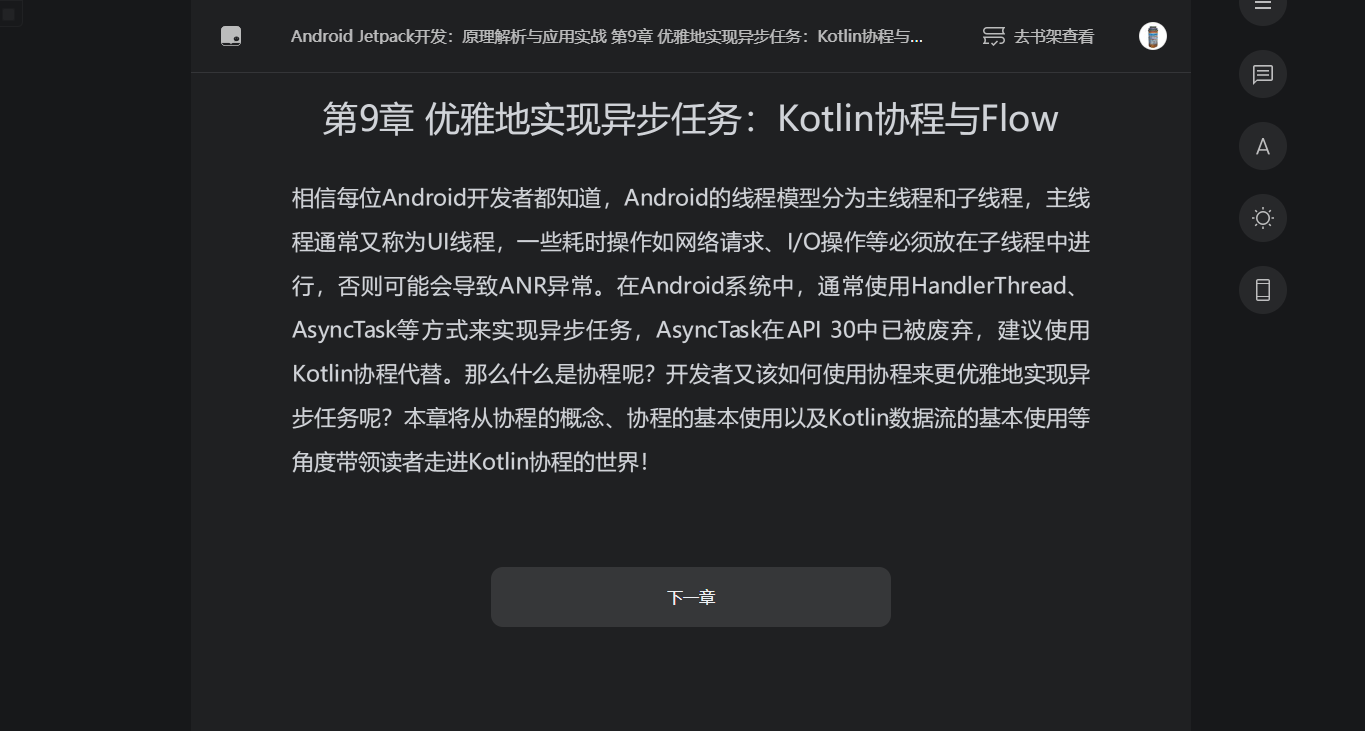 Android Jetpack开发：原理解析与应用实战 第9章 优雅地实现异步任务：Kotlin协程与...
去书架查看
第9章 优雅地实现异步任务：Kotlin协程与Flow
相信每位Android开发者都知道，Android的线程模型分为主线程和子线程，主线
程通常又称为UI线程，一些耗时操作如网络请求、I/O操作等必须放在子线程中进
行，否则可能会导致ANR异常。在Android系统中，通常使用HandlerThread、
AsyncTask等方式来实现异步任务，AsyncTask在API 30中已被废弃，建议使用
Kotlin协程代替。那么什么是协程呢？开发者又该如何使用协程来更优雅地实现异
步任务呢？本章将从协程的概念、协程的基本使用以及Kotlin数据流的基本使用等
角度带领读者走进Kotlin协程的世界！
下一章
A